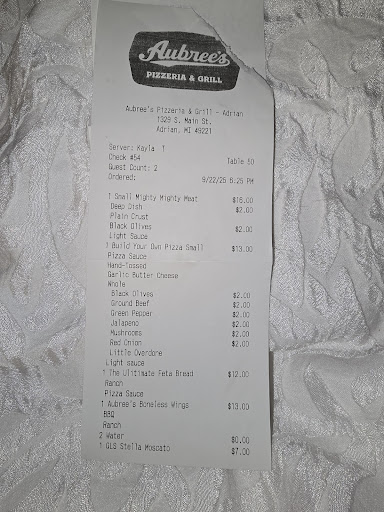 Aubree's
PIZZERIA & GRILL
Aubree's Pizzeria & Grill - Adrian
1329 S. Main St.
Adrian, MI 49221
Server: Kayla T
Check #54 Table 50
Guest Count: 2
Ordered: 9/22/25 6:25 PM
1 Small Mighty Mighty Meat $16.00
Deep Dish $2.00
Plain Crust
Black Olives $2.00
Light Sauce
1 Build Your Own Pizza Small $13.00
Pizza Sauce
Hand-Tossed
Garlic Butter Cheese
Whole
Black Olives $2.00
Ground Beef $2.00
Green Pepper $2.00
Jalapeno $2.00
Mushrooms $2.00
Red Onion $2.00
Little Overdone
Light sauce
1 The Ultimate Feta Bread $12.00
Ranch
Pizza Sauce
1 Aubree's Boneless Wings $13.00
BBQ
Ranch
2 Water $0.00
1 GLS Stella Moscato $7.00